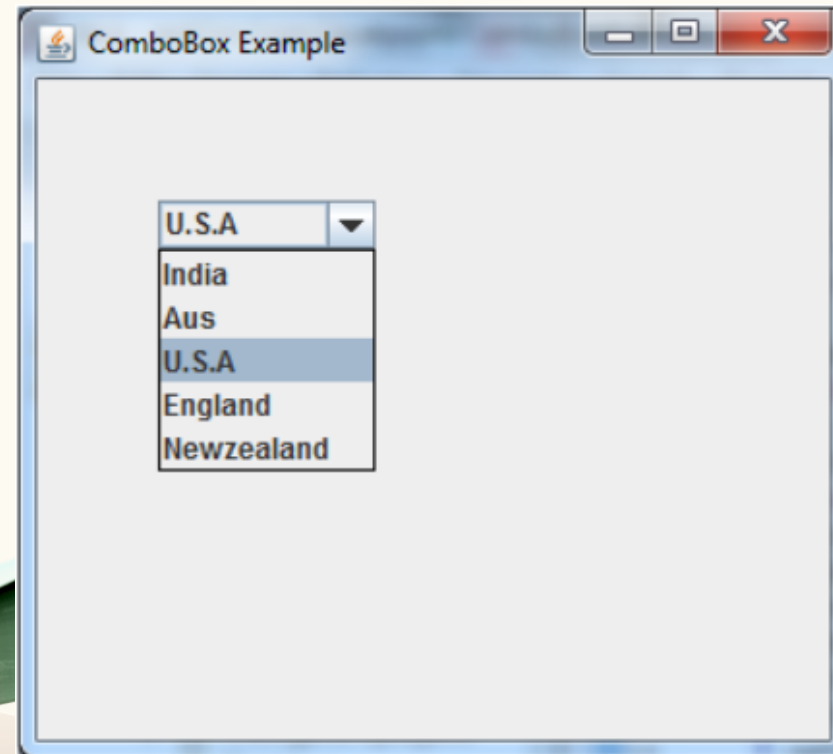 ComboBox Example
U.S.A
India
Aus
U.S.A
England
Newzealand